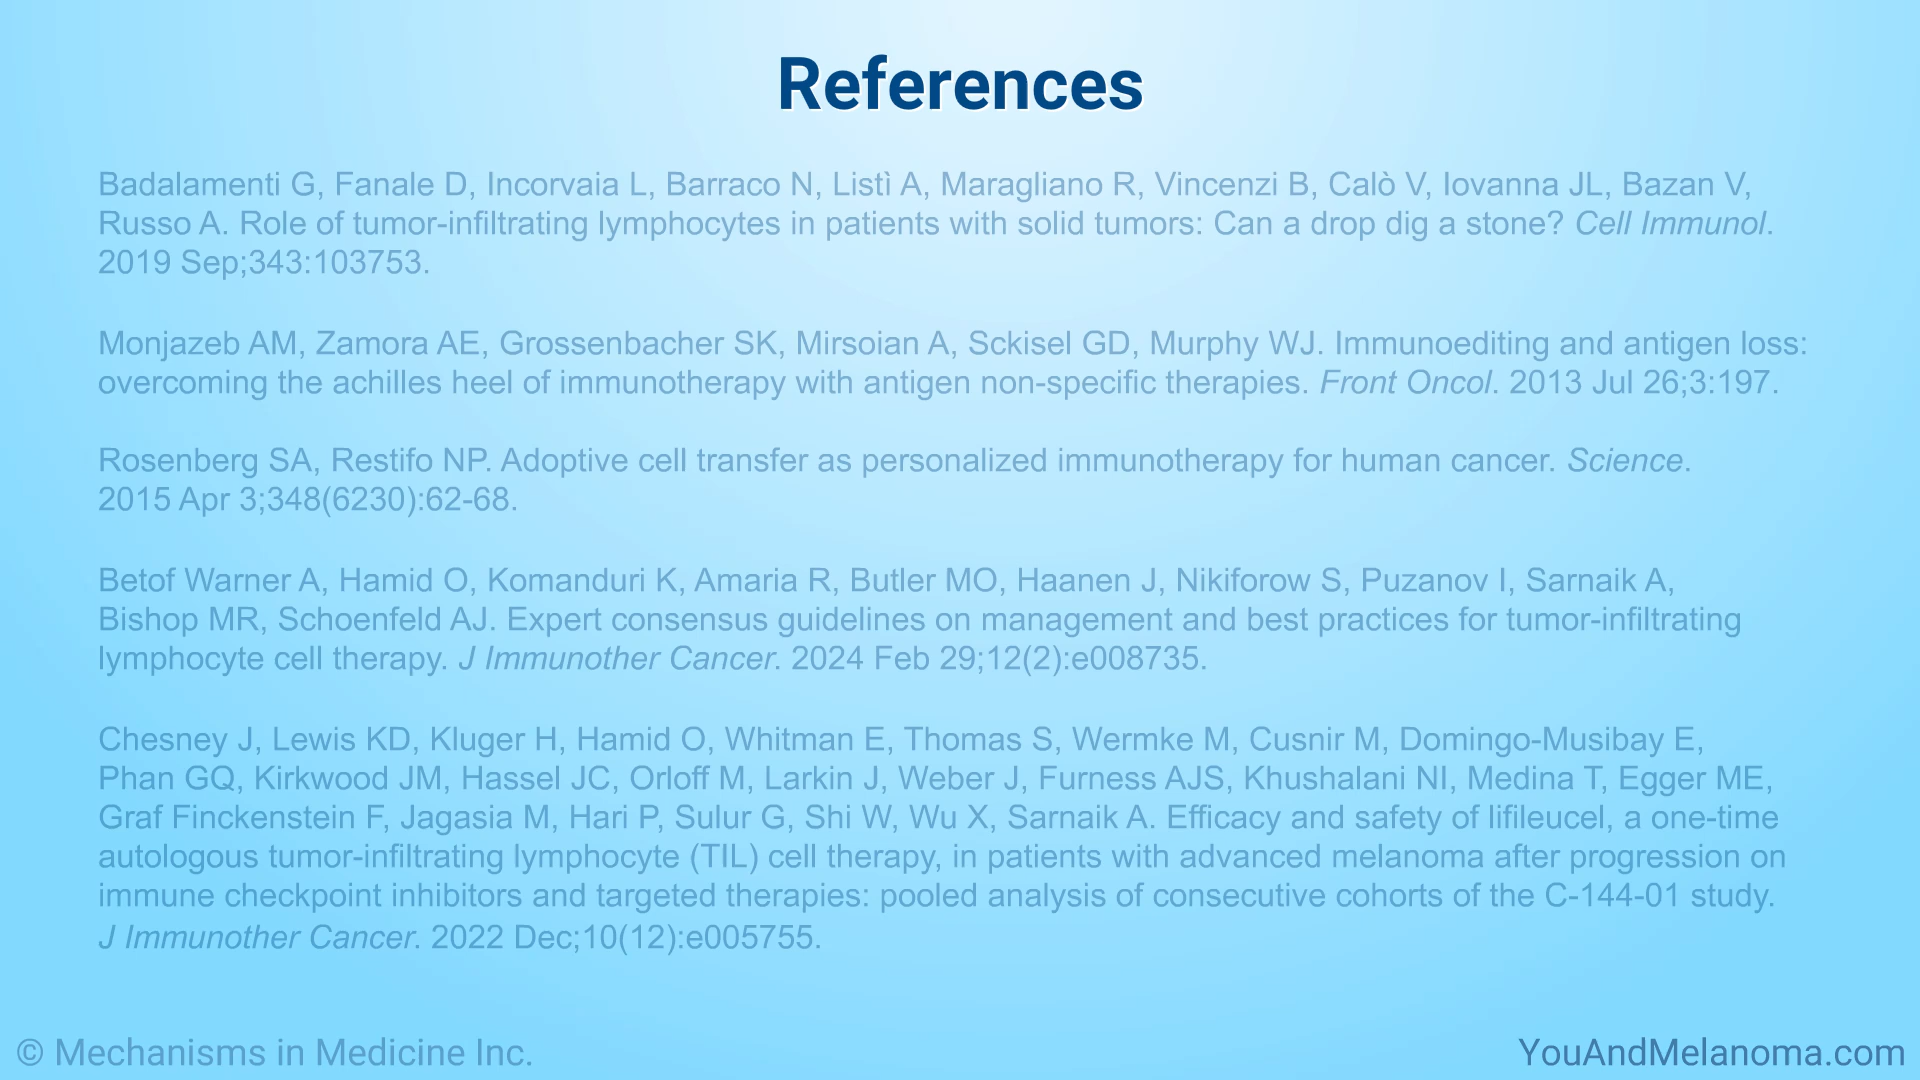 References
Badalamenti G, Fanale D, Incorvaia L, Barraco N, Listì A, Maragliano R, Vincenzi B, Calò V, Iovanna JL, Bazan V,
Russo A. Role of tumor-infiltrating lymphocytes in patients with solid tumors: Can a drop dig a stone? Cell Immunol.
2019 Sep;343:103753.
Monjazeb AM, Zamora AE, Grossenbacher SK, Mirsoian A, Sckisel GD, Murphy WJ. Immunoediting and antigen loss:
overcoming the achilles heel of immunotherapy with antigen non-specific therapies. Front Oncol. 2013 Jul 26;3:197.
Rosenberg SA, Restifo NP. Adoptive cell transfer as personalized immunotherapy for human cancer. Science.
2015 Apr 3;348(6230):62-68.
Betof Warner A, Hamid O, Komanduri K, Amaria R, Butler MO, Haanen J, Nikiforow S, Puzanov I, Sarnaik A,
Bishop MR, Schoenfeld AJ. Expert consensus guidelines on management and best practices for tumor-infiltrating
lymphocyte cell therapy. J Immunother Cancer. 2024 Feb 29;12(2):e008735.
Chesney J, Lewis KD, Kluger H, Hamid O, Whitman E, Thomas S, Wermke M, Cusnir M, Domingo-Musibay E,
Phan GQ, Kirkwood JM, Hassel JC, Orloff M, Larkin J, Weber J, Furness AJS, Khushalani NI, Medina T, Egger ME,
Graf Finckenstein F, Jagasia M, Hari P, Sulur G, Shi W, Wu X, Sarnaik A. Efficacy and safety of lifileucel, a one-time
autologous tumor-infiltrating lymphocyte (TIL) cell therapy, in patients with advanced melanoma after progression on
immune checkpoint inhibitors and targeted therapies: pooled analysis of consecutive cohorts of the C-144-01 study.
J Immunother Cancer. 2022 Dec;10(12):e005755.
© Mechanisms in Medicine Inc.
YouAndMelanoma.com